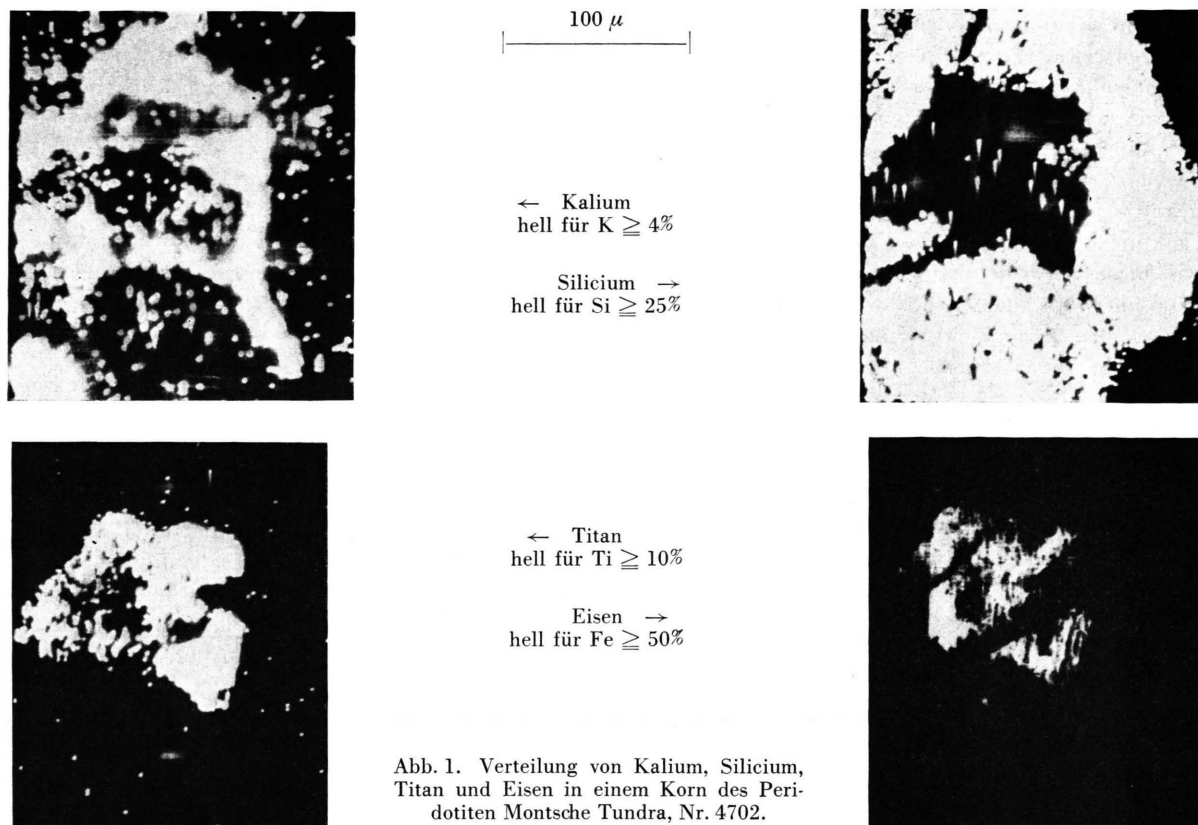 100 μ
← Kalium
hell für K ≧ 4%
Silicium →
hell für Si ≧ 25%
← Titan
hell für Ti ≧ 10%
Eisen →
hell für Fe ≧ 50%
Abb. 1. Verteilung von Kalium, Silicium,
Titan und Eisen in einem Korn des Peri-
dotiten Montsche Tundra, Nr. 4702.